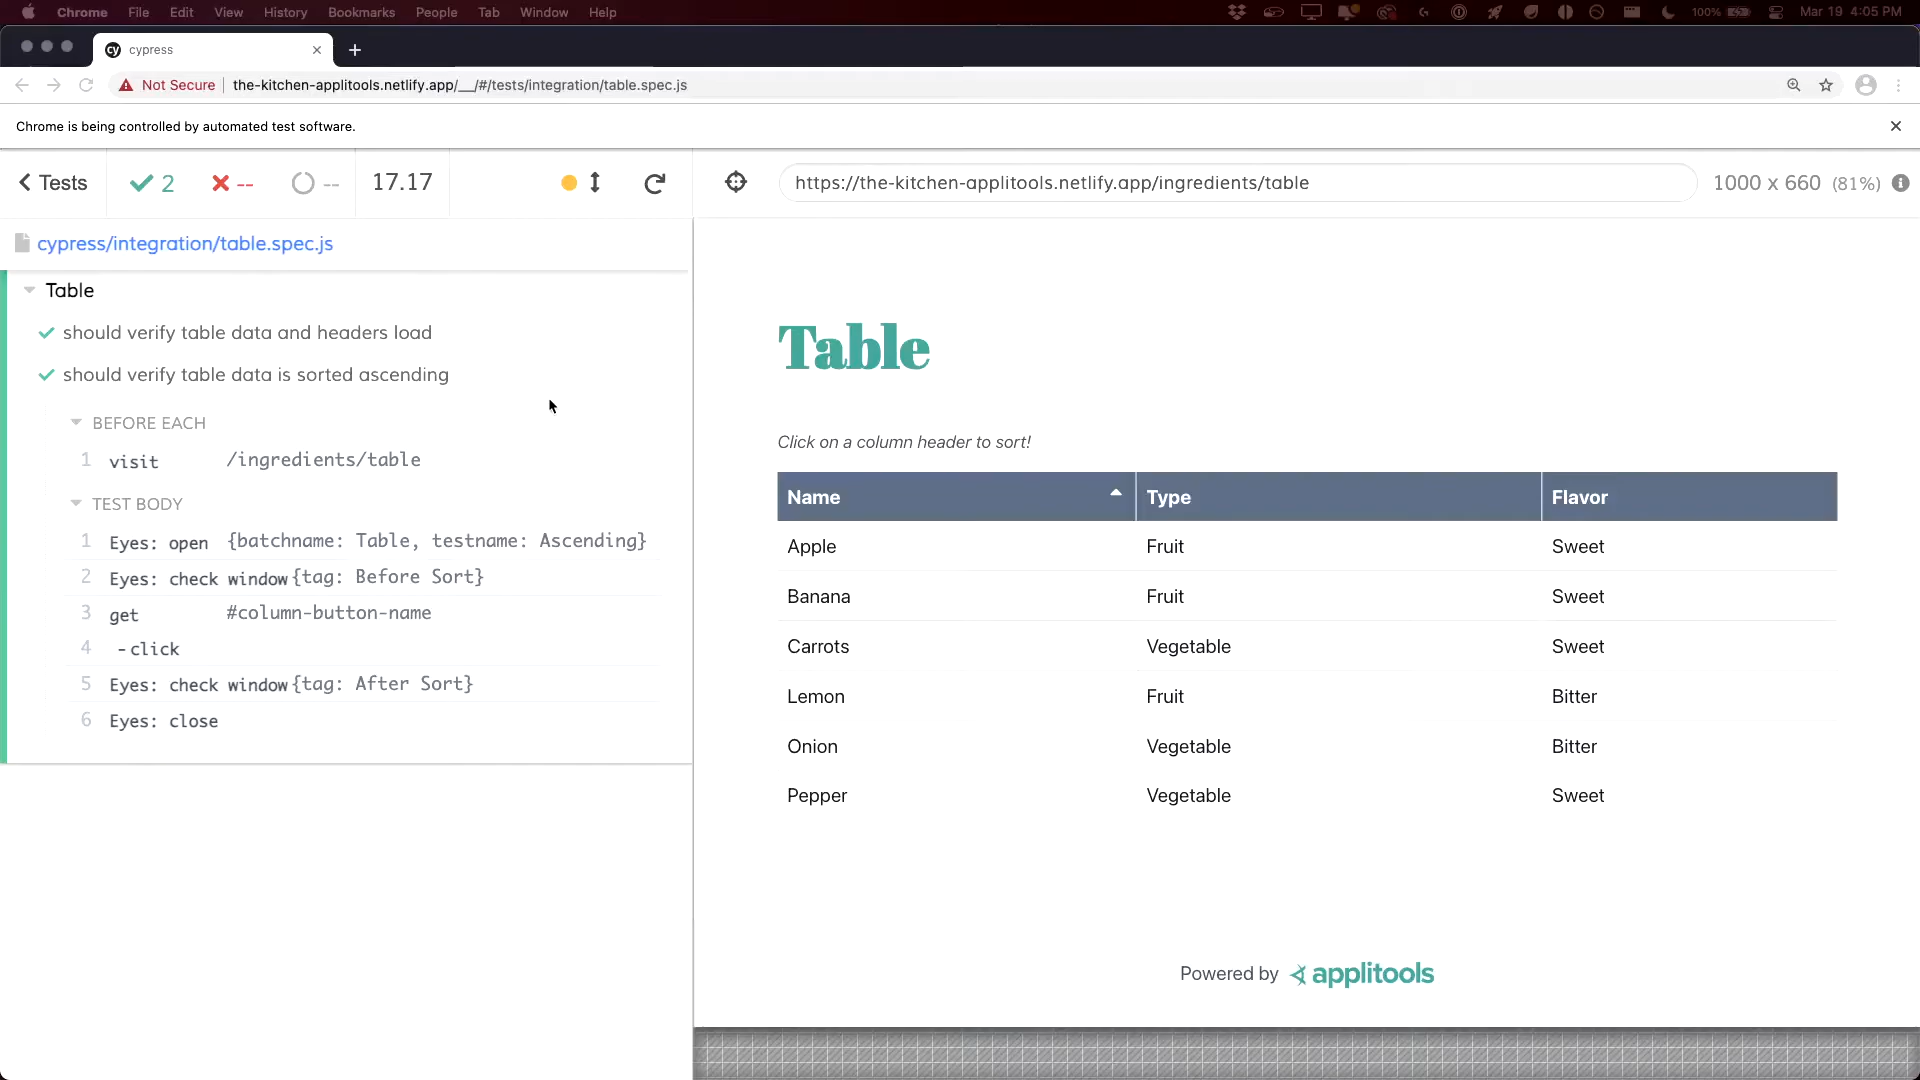 Chrome File Edit View History Bookmarks People Tab Window Help 100% Mar 19 4:05 PM
cypress
Not Secure the-kitchen-applitools.netlify.app/__/#/tests/integration/table.spec.js
Chrome is being controlled by automated test software.
Tests 2 -- -- 17.17
https://the-kitchen-applitools.netlify.app/ingredients/table 1000 x 660 (81%)
cypress/integration/table.spec.js
Table
should verify table data and headers load
should verify table data is sorted ascending
BEFORE EACH
1 visit /ingredients/table
TEST BODY
1 Eyes: open {batchname: Table, testname: Ascending}
2 Eyes: check window {tag: Before Sort}
3 get #column-button-name
4 -click
5 Eyes: check window {tag: After Sort}
6 Eyes: close
Table
Click on a column header to sort!
Name Type Flavor
Apple Fruit Sweet
Banana Fruit Sweet
Carrots Vegetable Sweet
Lemon Fruit Bitter
Onion Vegetable Bitter
Pepper Vegetable Sweet
Powered by applitools